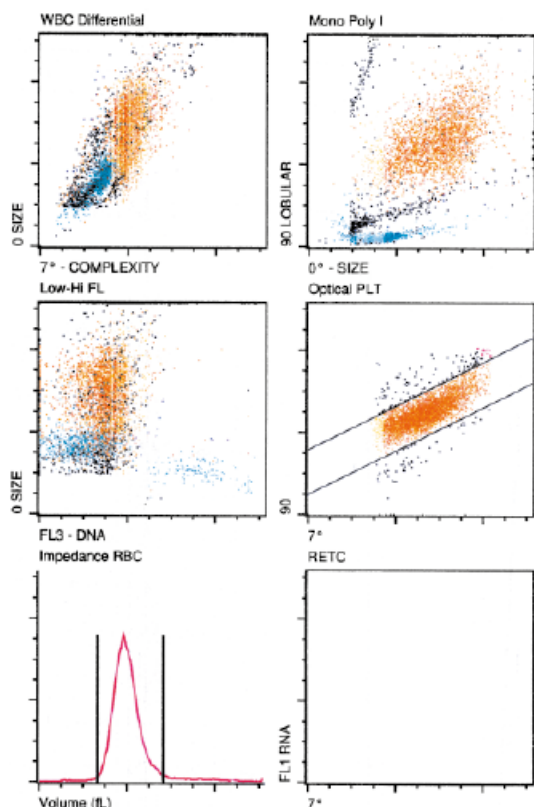 WBC Differential
Mono Poly I
0 SIZE
90 LOBULAR
7° - COMPLEXITY
0° - SIZE
Low-Hi FL
Optical PLT
0 SIZE
90
FL3 - DNA
7°
Impedance RBC
RETC
FL1 RNA
Volume (fL)
7°